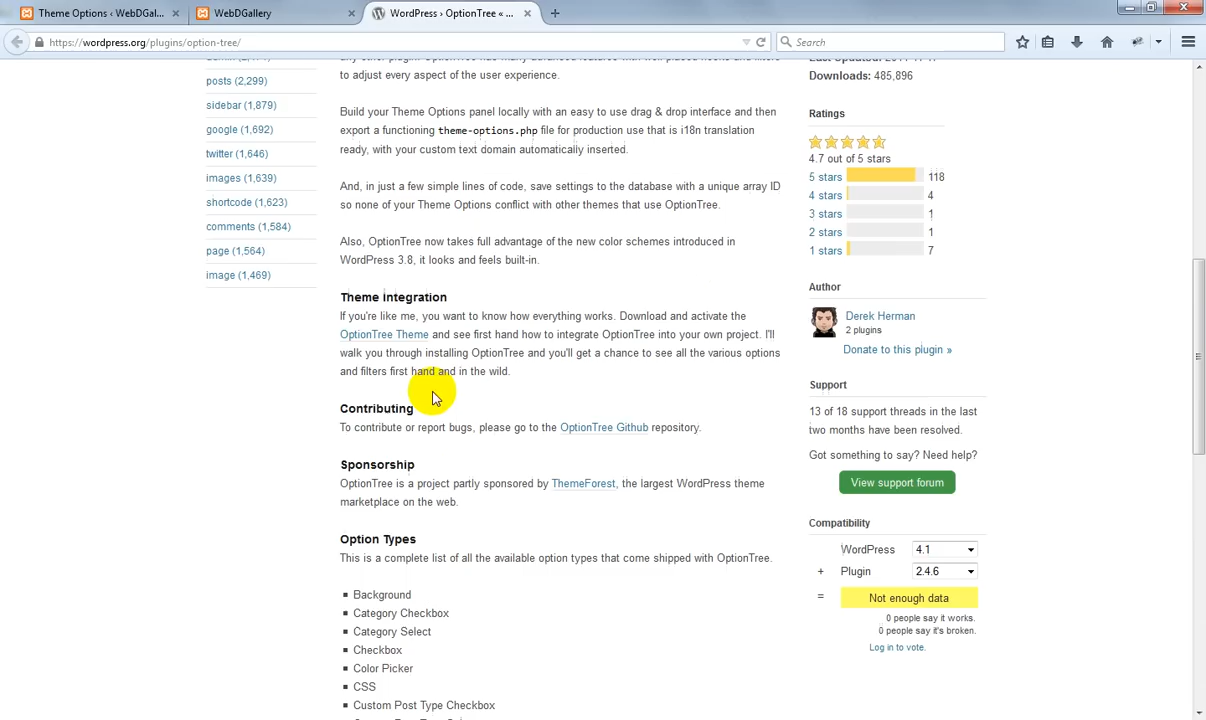 Theme Options ‹ WebDGal...
WebDGallery
WordPress › OptionTree « ...
https://wordpress.org/plugins/option-tree/
Search
posts (2,299)
sidebar (1,879)
google (1,692)
twitter (1,646)
images (1,639)
shortcode (1,623)
comments (1,584)
page (1,564)
image (1,469)
to adjust every aspect of the user experience.
Build your Theme Options panel locally with an easy to use drag & drop interface and then
export a functioning theme-options.php file for production use that is i18n translation
ready, with your custom text domain automatically inserted.
And, in just a few simple lines of code, save settings to the database with a unique array ID
so none of your Theme Options conflict with other themes that use OptionTree.
Also, OptionTree now takes full advantage of the new color schemes introduced in
WordPress 3.8, it looks and feels built-in.
Theme Integration
If you're like me, you want to know how everything works. Download and activate the
OptionTree Theme and see first hand how to integrate OptionTree into your own project. I'll
walk you through installing OptionTree and you'll get a chance to see all the various options
and filters first hand and in the wild.
Contributing
To contribute or report bugs, please go to the OptionTree Github repository.
Sponsorship
OptionTree is a project partly sponsored by ThemeForest, the largest WordPress theme
marketplace on the web.
Option Types
This is a complete list of all the available option types that come shipped with OptionTree.
Background
Category Checkbox
Category Select
Checkbox
Color Picker
CSS
Custom Post Type Checkbox
Downloads: 485,896
Ratings
4.7 out of 5 stars
5 stars 118
4 stars 4
3 stars 1
2 stars 1
1 stars 7
Author
Derek Herman
2 plugins
Donate to this plugin »
Support
13 of 18 support threads in the last
two months have been resolved.
Got something to say? Need help?
View support forum
Compatibility
WordPress 4.1
+ Plugin 2.4.6
= Not enough data
0 people say it works.
0 people say it's broken.
Log in to vote.